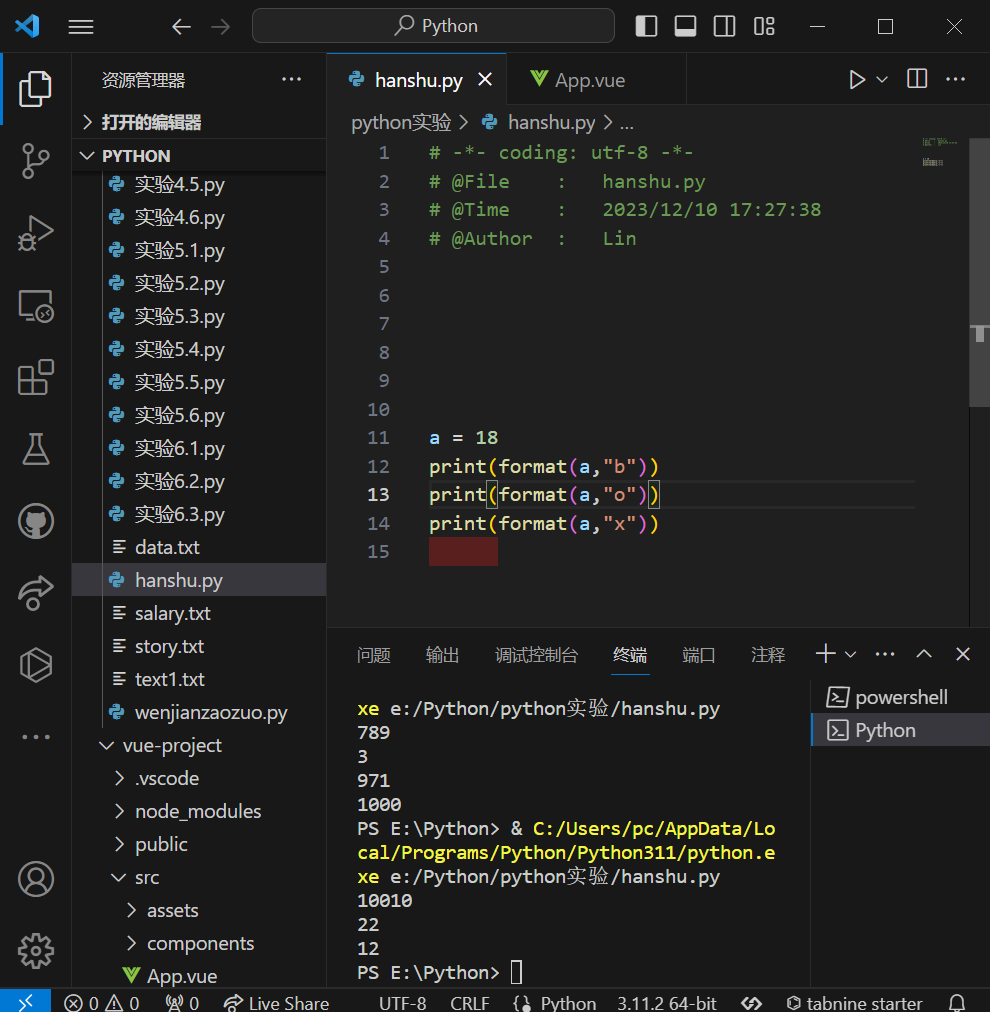 Python
资源管理器
打开的编辑器
PYTHON
实验4.5.py
实验4.6.py
实验5.1.py
实验5.2.py
实验5.3.py
实验5.4.py
实验5.5.py
实验5.6.py
实验6.1.py
实验6.2.py
实验6.3.py
data.txt
hanshu.py
salary.txt
story.txt
text1.txt
wenjianzaozuo.py
vue-project
.vscode
node_modules
public
src
assets
components
App.vue
hanshu.py App.vue
python实验 > hanshu.py > ...
1 # -*- coding: utf-8 -*-
2 # @File : hanshu.py
3 # @Time : 2023/12/10 17:27:38
4 # @Author : Lin
5
6
7
8
9
10
11 a = 18
12 print(format(a,"b"))
13 print(format(a,"o"))
14 print(format(a,"x"))
15
问题 输出 调试控制台 终端 端口 注释
xe e:/Python/python实验/hanshu.py
789
3
971
1000
PS E:\Python> & C:/Users/pc/AppData/Lo
cal/Programs/Python/Python311/python.e
xe e:/Python/python实验/hanshu.py
10010
22
12
PS E:\Python>
powershell
Python
0 0 0 Live Share UTF-8 CRLF Python 3.11.2 64-bit tabnine starter